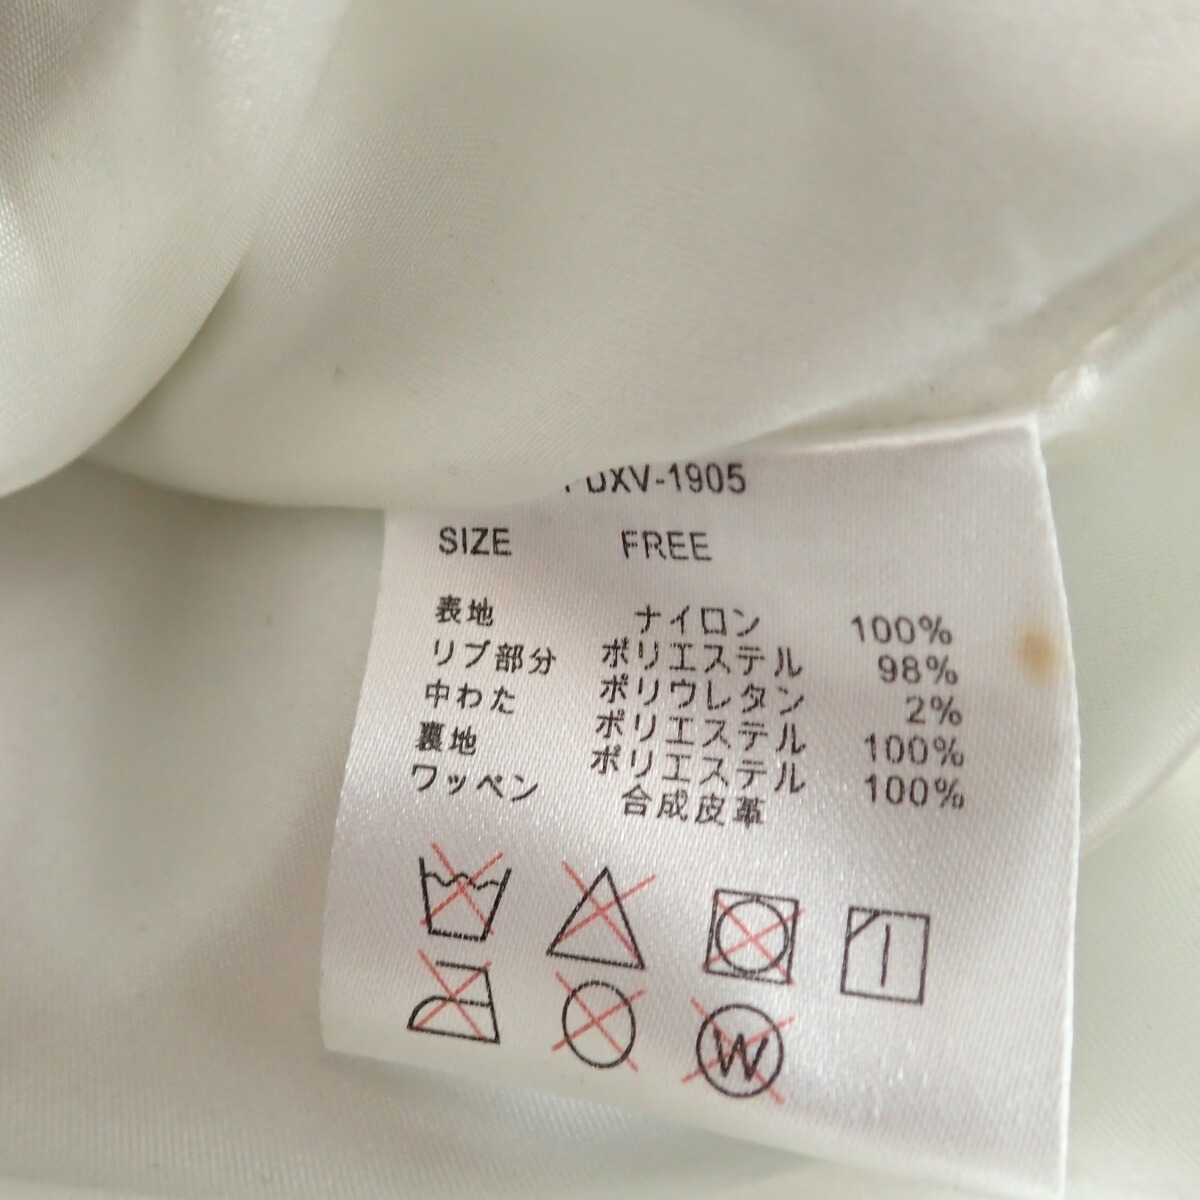 DXV-1905
SIZE FREE
表地 ナイロン 100%
リブ部分 ポリエステル 98%
ポリウレタン 2%
中わた ポリエステル 100%
裏地 ポリエステル 100%
ワッペン 合成皮革
W